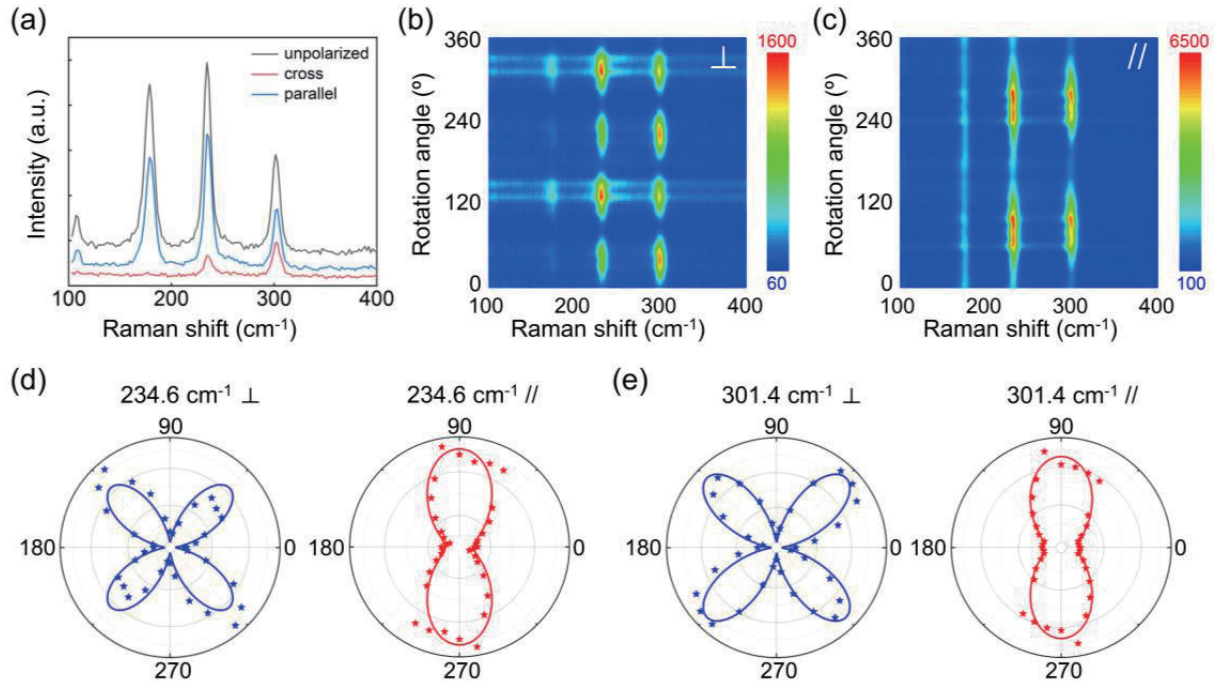 (a)
unpolarized
cross
parallel
Intensity (a.u.)
100 200 300 400
Raman shift (cm⁻¹)
(b)
360
240
120
0
Rotation angle (º)
⊥
1600
60
100 200 300 400
Raman shift (cm⁻¹)
(c)
360
240
120
0
Rotation angle (º)
//
6500
100
100 200 300 400
Raman shift (cm⁻¹)
(d)
234.6 cm⁻¹ ⊥
90
180
0
270
234.6 cm⁻¹ //
90
180
0
270
(e)
301.4 cm⁻¹ ⊥
90
180
0
270
301.4 cm⁻¹ //
90
180
0
270